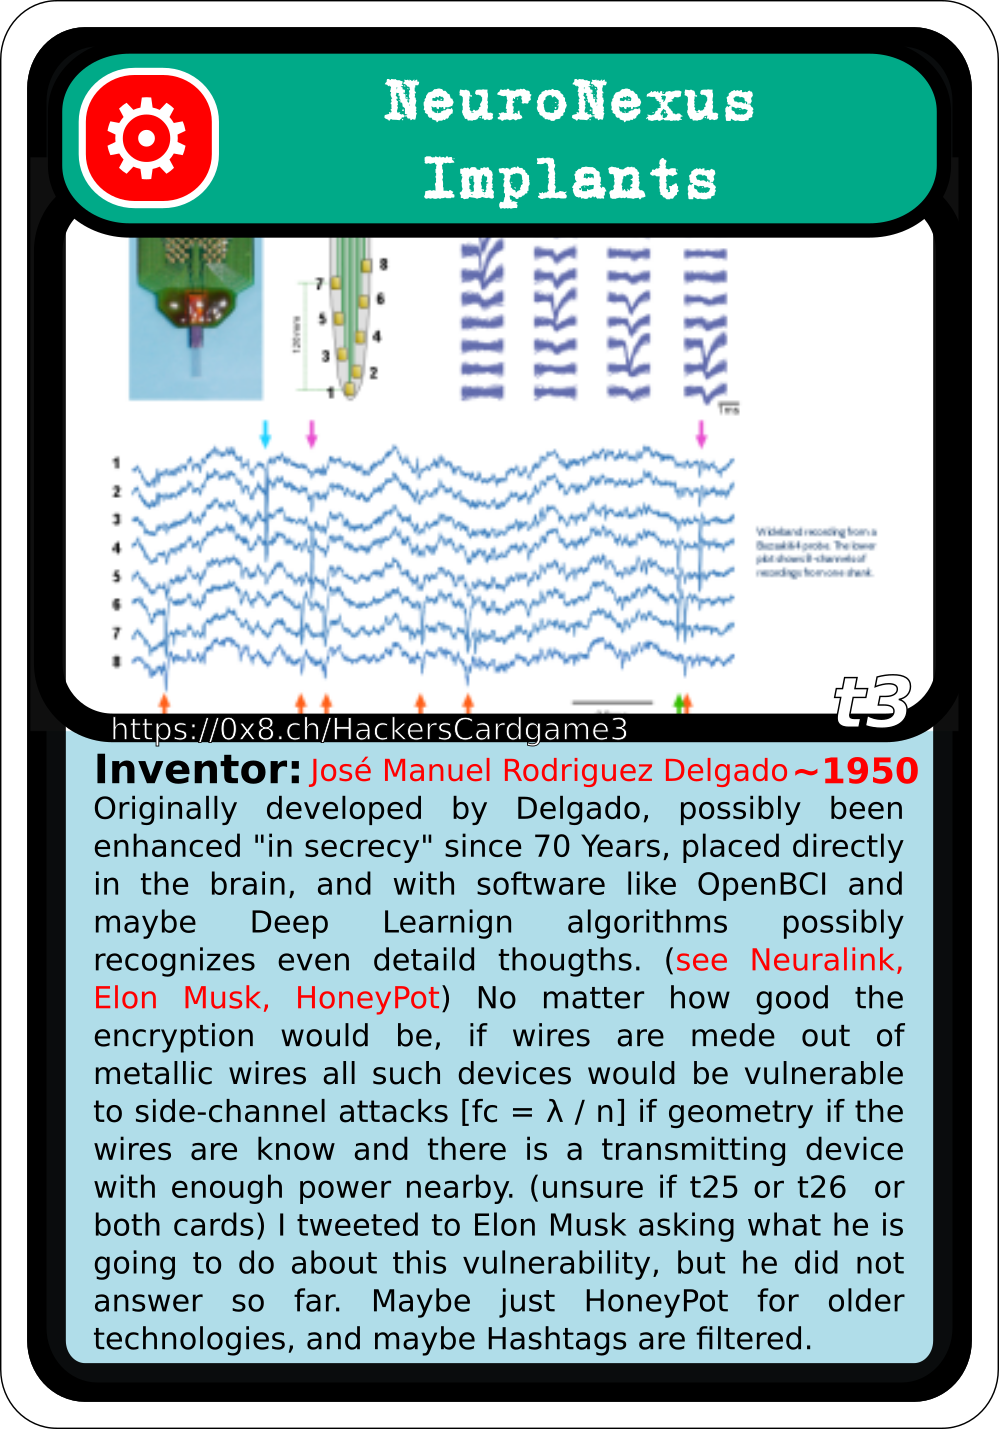 NeuroNexus
Implants
8
7
6
5
4
3
2
1
120
1ms
1
2
3
4
5
6
7
8
Wideband recording from a
Buzsaki64 probe. The lower
plot shows 8-channels of
recordings from one shank.
t3
https://0x8.ch/HackersCardgame3
Inventor: José Manuel Rodriguez Delgado ~1950
Originally developed by Delgado, possibly been
enhanced "in secrecy" since 70 Years, placed directly
in the brain, and with software like OpenBCI and
maybe Deep Learnign algorithms possibly
recognizes even detaild thougths. (see Neuralink,
Elon Musk, HoneyPot) No matter how good the
encryption would be, if wires are mede out of
metallic wires all such devices would be vulnerable
to side-channel attacks [fc = λ / n] if geometry if the
wires are know and there is a transmitting device
with enough power nearby. (unsure if t25 or t26 or
both cards) I tweeted to Elon Musk asking what he is
going to do about this vulnerability, but he did not
answer so far. Maybe just HoneyPot for older
technologies, and maybe Hashtags are filtered.